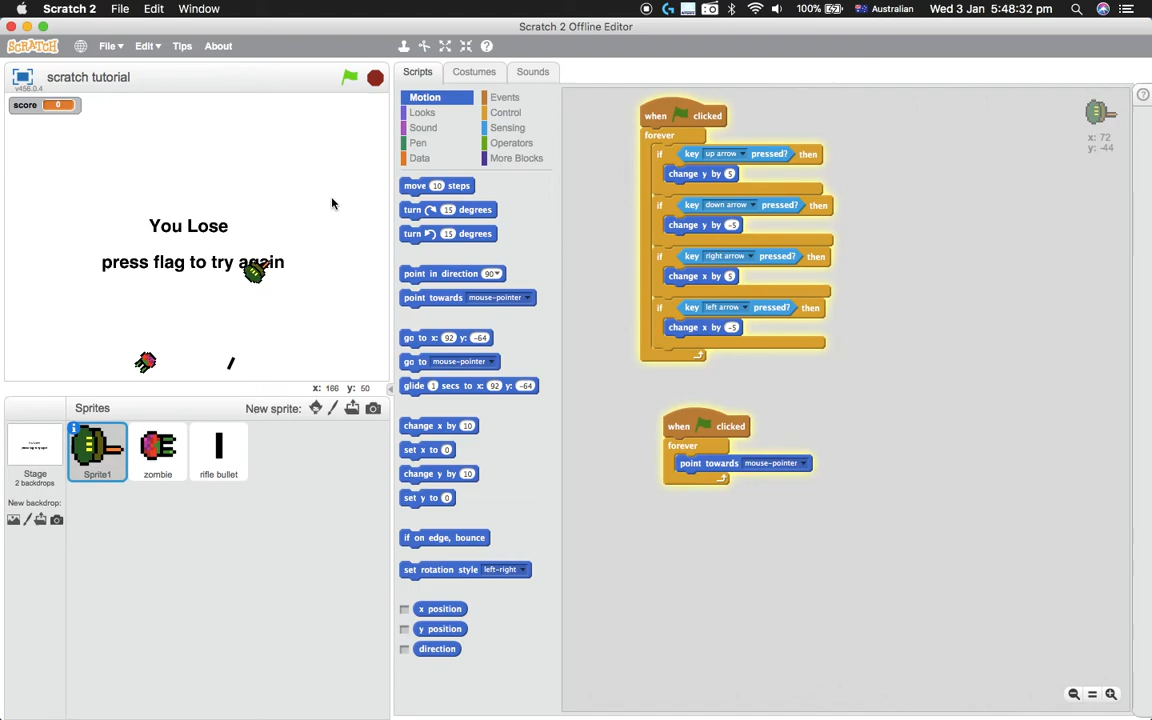 Scratch 2 File Edit Window 100% Australian Wed 3 Jan 5:48:32 pm
Scratch 2 Offline Editor
SCRATCH File Edit Tips About
scratch tutorial
v456.0.4
score 0
You Lose
press flag to try again
x: 166 y: 50
Sprites New sprite:
Stage
2 backdrops
New backdrop:
Sprite1
zombie
rifle bullet
Scripts Costumes Sounds
Motion Events
Looks Control
Sound Sensing
Pen Operators
Data More Blocks
move 10 steps
turn 15 degrees
turn 15 degrees
point in direction 90
point towards mouse-pointer
go to x: 92 y: -64
go to mouse-pointer
glide 1 secs to x: 92 y: -64
change x by 10
set x to 0
change y by 10
set y to 0
if on edge, bounce
set rotation style left-right
x position
y position
direction
when clicked
forever
if key up arrow pressed? then
change y by 5
if key down arrow pressed? then
change y by -5
if key right arrow pressed? then
change x by 5
if key left arrow pressed? then
change x by -5
when clicked
forever
point towards mouse-pointer
x: 72
y: -44